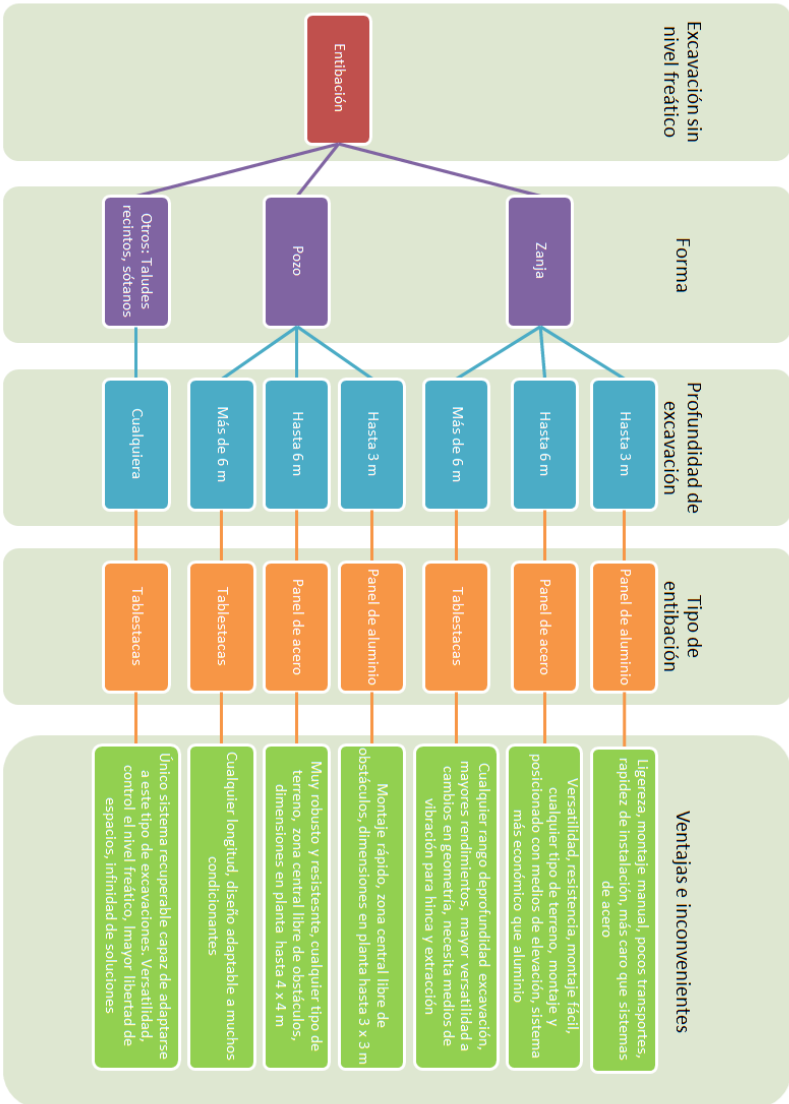 Excavación sin
nivel freático
Forma
Profundidad de
excavación
Tipo de
entibación
Ventajas e inconvenientes
Entibación
Zanja
Hasta 3 m
Panel de aluminio
Ligereza, montaje manual, pocos transportes,
rapidez de instalación, más caro que sistemas
de acero
Hasta 6 m
Panel de acero
Versatilidad, resistencia, montaje fácil,
cualquier tipo de terreno, montaje y
posicionado con medios de elevación, sistema
más económico que aluminio
Más de 6 m
Tablestacas
Cualquier rango deprofundidad excavación,
mayores rendimientos, mayor versatilidad a
cambios en geometría, necesita medios de
vibración para hinca y extracción
Pozo
Hasta 3 m
Panel de aluminio
Montaje rápido, zona central libre de
obstáculos, dimensiones en planta hasta 3 x 3 m
Hasta 6 m
Panel de acero
Muy robusto y resistesnte, cualquier tipo de
terreno, zona central libre de obstáculos,
dimensiones en planta hasta 4 x 4 m
Más de 6 m
Tablestacas
Cualquier longitud, diseño adaptable a muchos
condicionantes
Otros: Taludes
recintos, sótanos
Cualquiera
Tablestacas
Único sistema recuperable capaz de adaptarse
a este tipo de excavaciones. Versatilidad,
control el nivel freático, lmayor libertad de
espacios, infinidad de soluciones